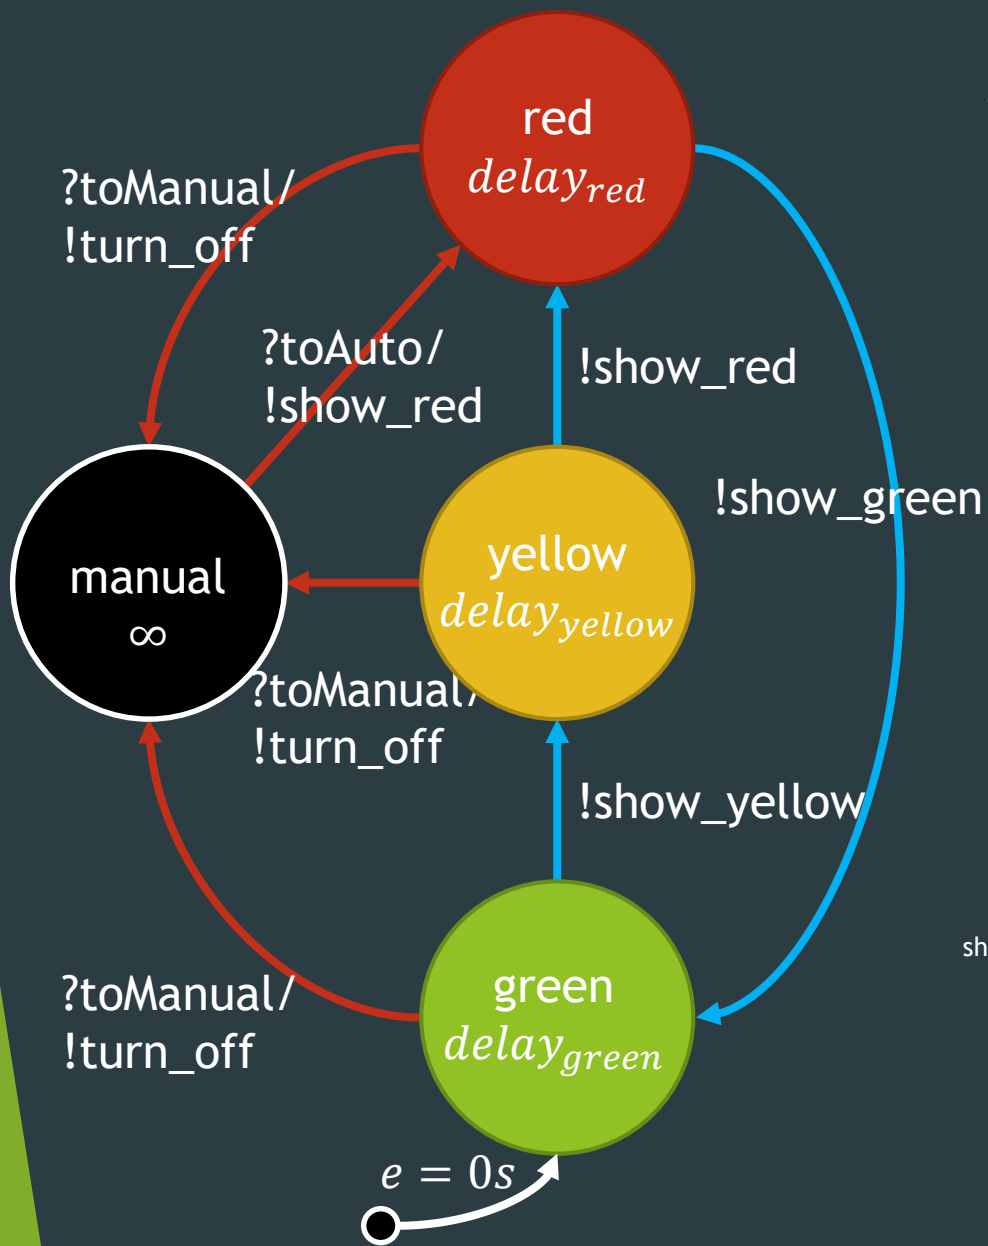 red
delay_red
?toManual/
!turn_off
?toAuto/
!show_red
!show_red
!show_green
manual
∞
yellow
delay_yellow
?toManual/
!turn_off
!show_yellow
sh
?toManual/
!turn_off
green
delay_green
e = 0s